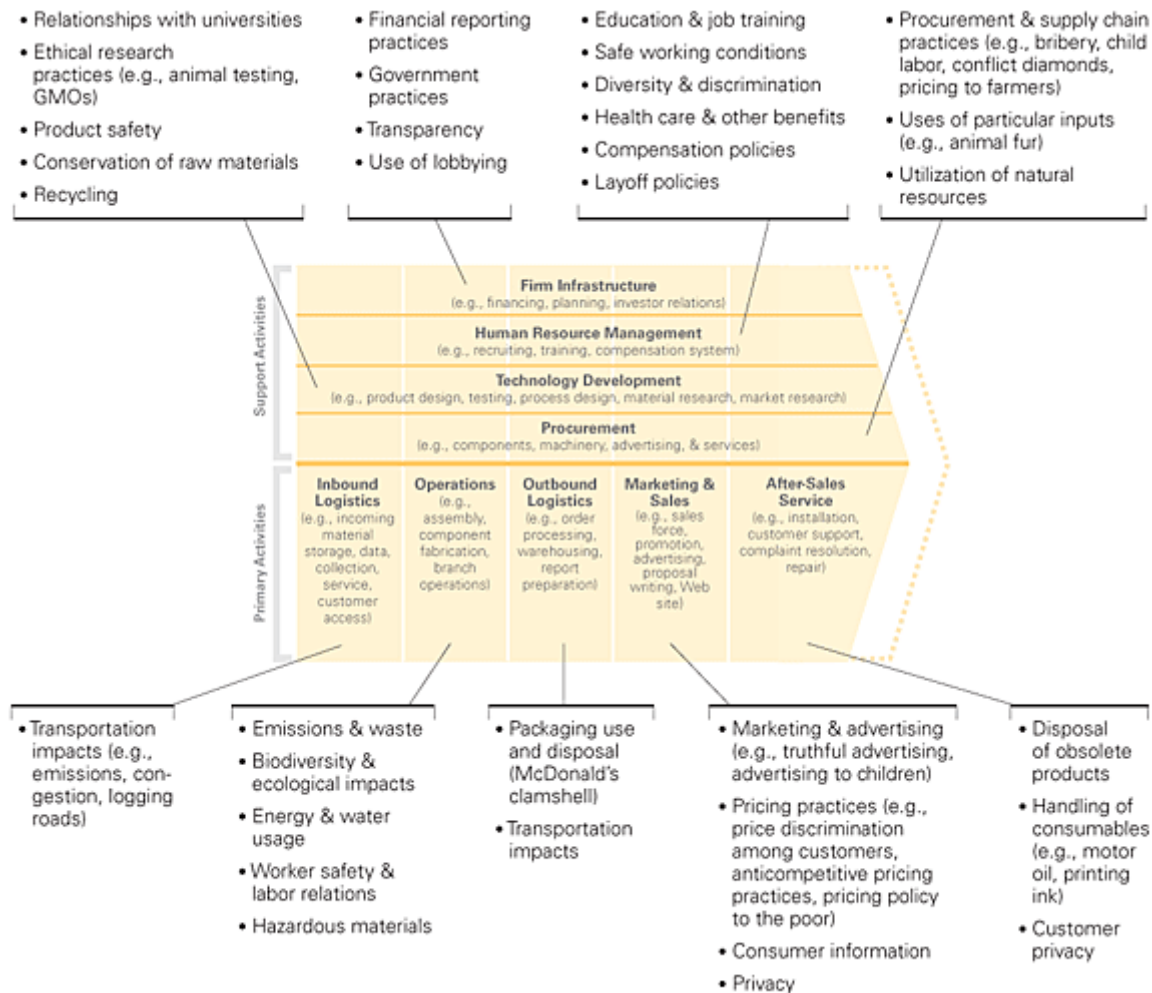 • Relationships with universities
• Ethical research
practices (e.g., animal testing,
GMOs)
• Product safety
• Conservation of raw materials
• Recycling
• Financial reporting
practices
• Government
practices
• Transparency
• Use of lobbying
• Education & job training
• Safe working conditions
• Diversity & discrimination
• Health care & other benefits
• Compensation policies
• Layoff policies
• Procurement & supply chain
practices (e.g., bribery, child
labor, conflict diamonds,
pricing to farmers)
• Uses of particular inputs
(e.g., animal fur)
• Utilization of natural
resources
Support Activities
Firm Infrastructure
(e.g., financing, planning, investor relations)
Human Resource Management
(e.g., recruiting, training, compensation system)
Technology Development
(e.g., product design, testing, process design, material research, market research)
Procurement
(e.g., components, machinery, advertising, & services)
Primary Activities
Inbound
Logistics
(e.g., incoming
material
storage, data,
collection,
service,
customer
access)
Operations
(e.g.,
assembly,
component
fabrication,
branch
operations)
Outbound
Logistics
(e.g., order
processing,
warehousing,
report
preparation)
Marketing &
Sales
(e.g., sales
force,
promotion,
advertising,
proposal
writing, Web
site)
After-Sales
Service
(e.g., installation,
customer support,
complaint resolution,
repair)
• Transportation
impacts (e.g.,
emissions, con-
gestion, logging
roads)
• Emissions & waste
• Biodiversity &
ecological impacts
• Energy & water
usage
• Worker safety &
labor relations
• Hazardous materials
• Packaging use
and disposal
(McDonald's
clamshell)
• Transportation
impacts
• Marketing & advertising
(e.g., truthful advertising,
advertising to children)
• Pricing practices (e.g.,
price discrimination
among customers,
anticompetitive pricing
practices, pricing policy
to the poor)
• Consumer information
• Privacy
• Disposal
of obsolete
products
• Handling of
consumables
(e.g., motor
oil, printing
ink)
• Customer
privacy